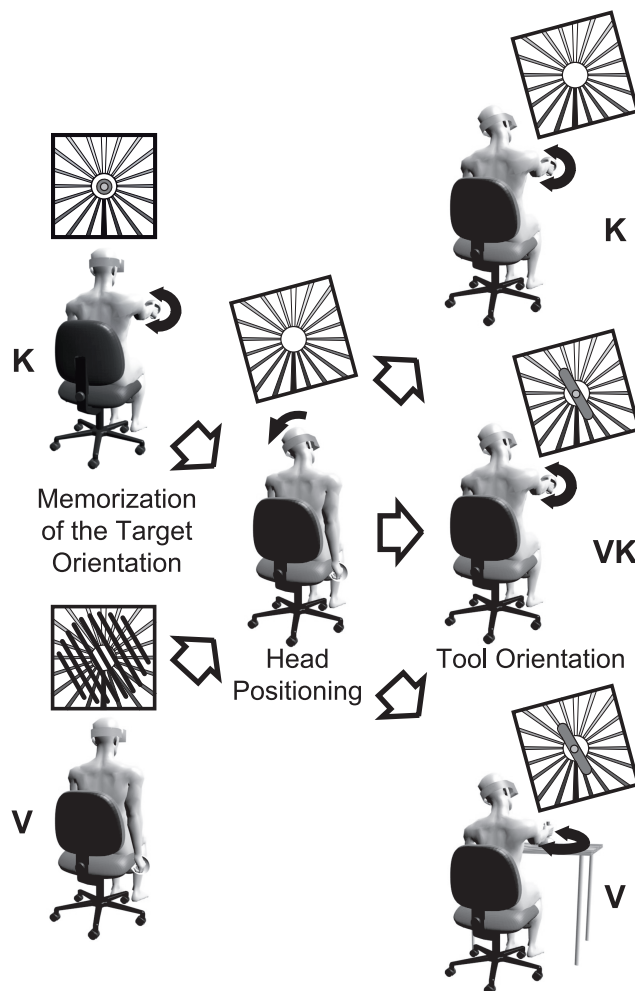 K
K
Memorization
of the Target
Orientation
VK
Head
Positioning
Tool Orientation
V
V